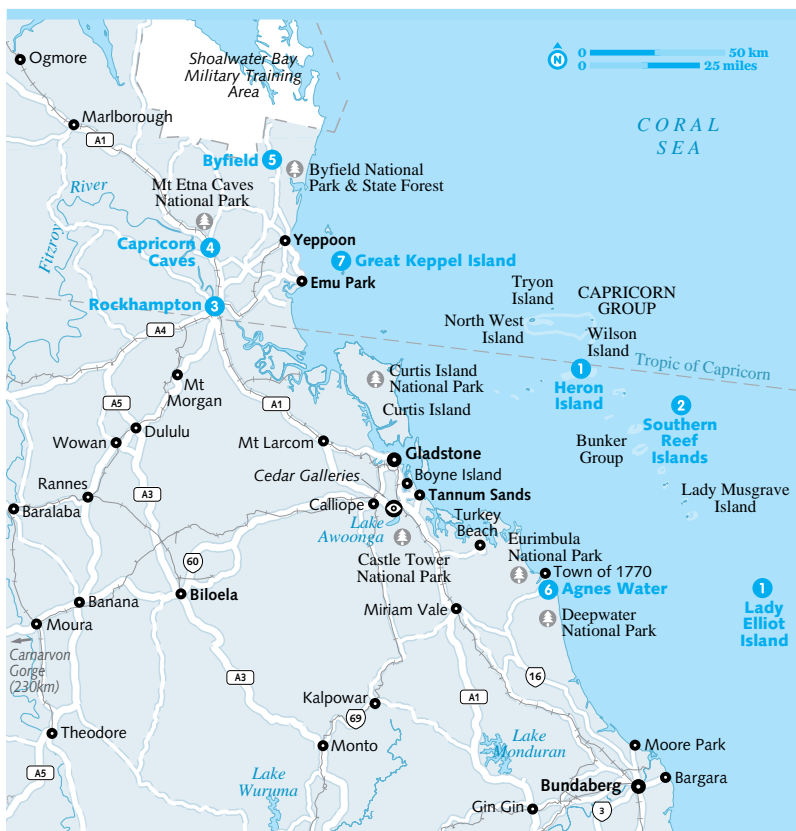 Ogmore
Shoalwater Bay
Military Training
Area
0 50 km
0 25 miles
N
Marlborough
A1
CORAL
SEA
Byfield 5
Byfield National
Park & State Forest
River
Mt Etna Caves
National Park
Fitzroy
Capricorn
Caves
4
Yeppoon
7 Great Keppel Island
Emu Park
Tryon
Island
CAPRICORN
GROUP
Rockhampton 3
North West
Island
Wilson
Island
A4
Tropic of Capricorn
1
Heron
Island
Curtis Island
National Park
Mt
Morgan
A5
A1
Curtis Island
2
Southern
Reef
Islands
Dululu
Wowan
Mt Larcom
Bunker
Group
Gladstone
Cedar Galleries
Boyne Island
Rannes
A3
Tannum Sands
Lady Musgrave
Island
Baralaba
Calliope
Lake
Awoonga
Turkey
Beach
Eurimbula
National Park
60
Castle Tower
National Park
Town of 1770
6 Agnes Water
1
Lady
Elliot
Island
Banana
Biloela
Miriam Vale
Deepwater
National Park
Moura
Carnarvon
Gorge
(230km)
A3
16
Kalpowar
A1
69
Theodore
Monto
Lake
Monduran
Moore Park
A5
Lake
Wuruma
Bundaberg
Bargara
Gin Gin
3